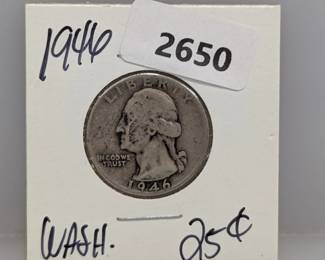 1946
2650
LIBERTY
IN GOD WE
TRUST
1946
WASH. 25¢